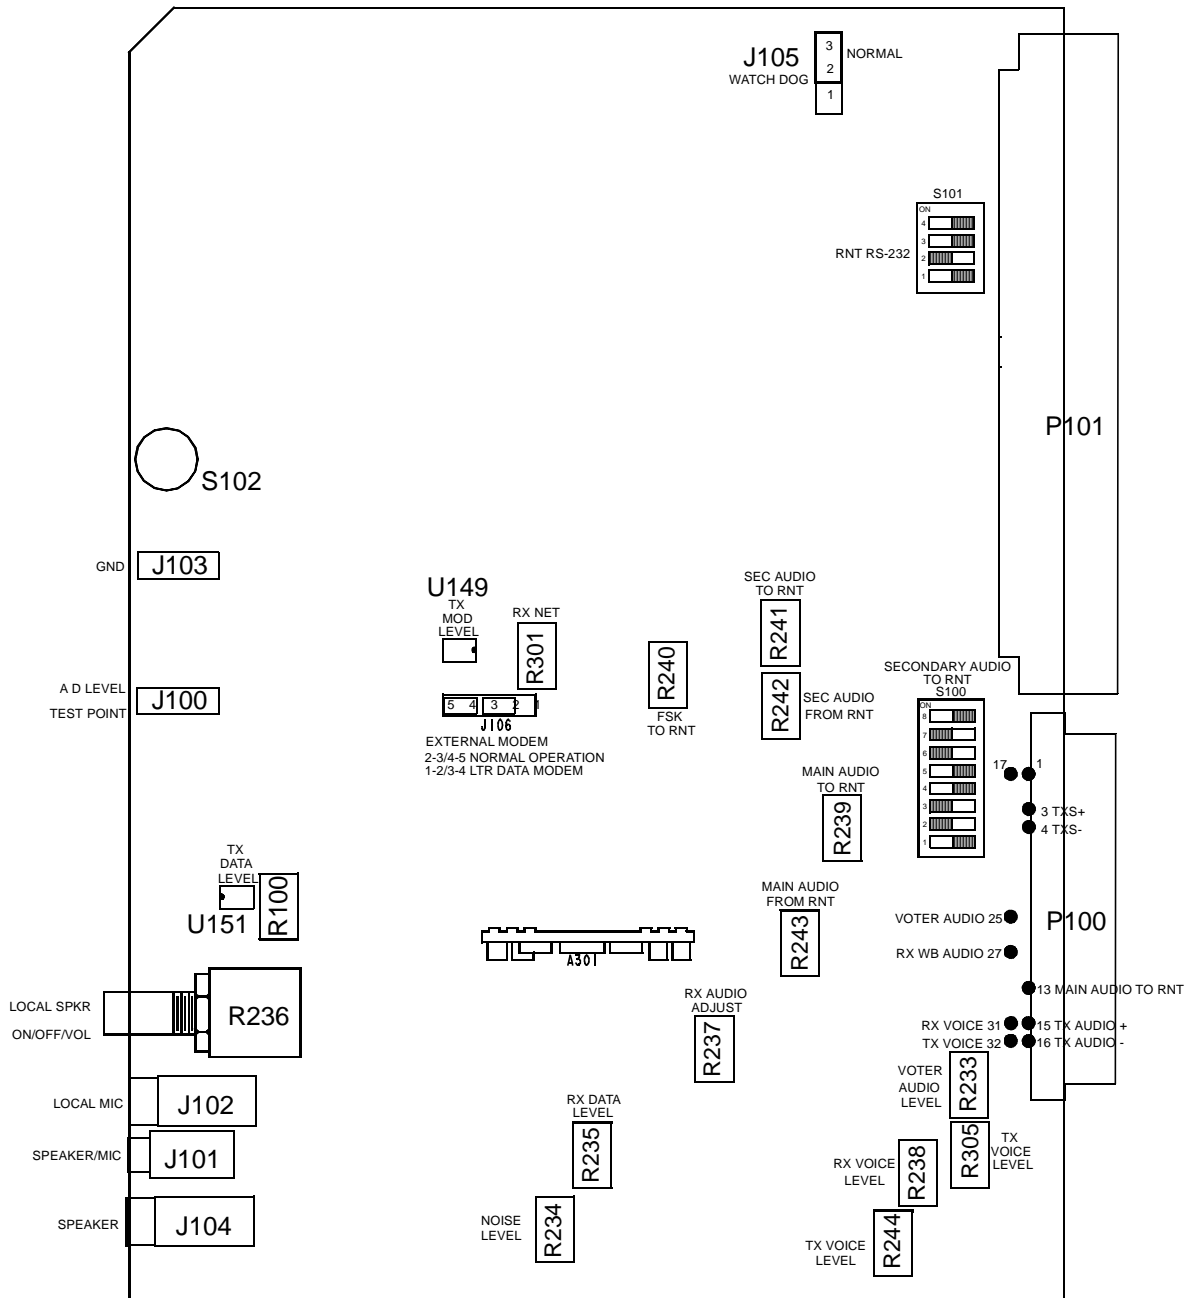 J105
WATCH DOG
3
2
1
NORMAL
S101
ON
4
3
2
1
RNT RS-232
P101
S102
GND
J103
A D LEVEL
TEST POINT
J100
U149
TX
MOD
LEVEL
RX NET
R301
5 4 3 2 1
J106
EXTERNAL MODEM
2-3/4-5 NORMAL OPERATION
1-2/3-4 LTR DATA MODEM
R240
FSK
TO RNT
SEC AUDIO
TO RNT
R241
R242
SEC AUDIO
FROM RNT
SECONDARY AUDIO
TO RNT
S100
ON
8
7
6
5
4
3
2
1
17
1
3 TXS+
4 TXS-
MAIN AUDIO
TO RNT
R239
TX
DATA
LEVEL
U151
R100
MAIN AUDIO
FROM RNT
R243
A301
VOTER AUDIO 25
P100
RX WB AUDIO 27
13 MAIN AUDIO TO RNT
RX VOICE 31
15 TX AUDIO +
TX VOICE 32
16 TX AUDIO -
LOCAL SPKR
ON/OFF/VOL
R236
RX AUDIO
ADJUST
R237
VOTER
AUDIO
LEVEL
R233
LOCAL MIC
J102
RX DATA
LEVEL
R235
R305
TX
VOICE
LEVEL
SPEAKER/MIC
J101
RX VOICE
LEVEL
R238
SPEAKER
J104
NOISE
LEVEL
R234
TX VOICE
LEVEL
R244